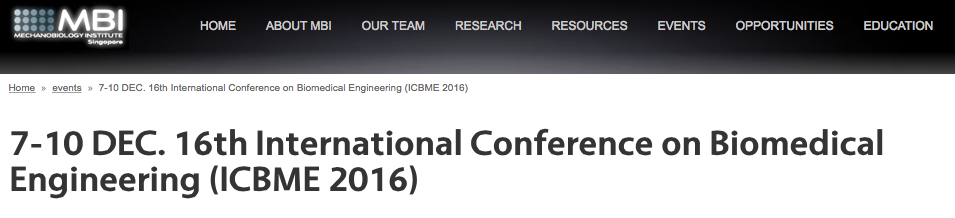 MBI
MECHANOBIOLOGY INSTITUTE
Singapore
HOME ABOUT MBI OUR TEAM RESEARCH RESOURCES EVENTS OPPORTUNITIES EDUCATION
Home » events » 7-10 DEC. 16th International Conference on Biomedical Engineering (ICBME 2016)
7-10 DEC. 16th International Conference on Biomedical
Engineering (ICBME 2016)